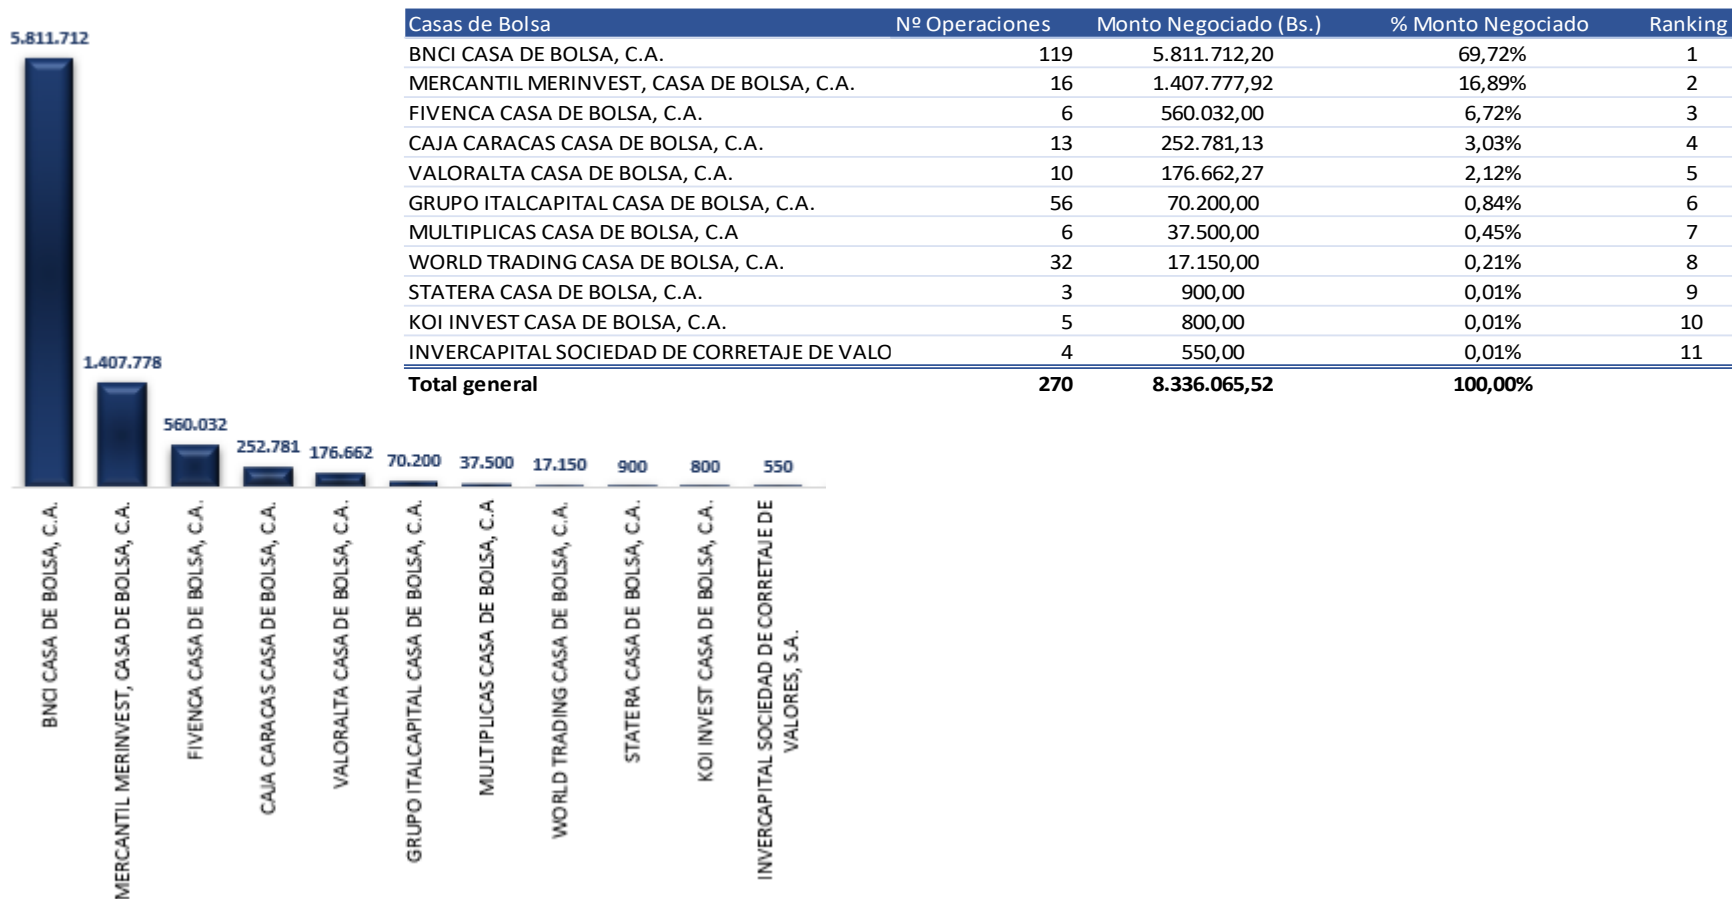 Casas de Bolsa Nº Operaciones Monto Negociado (Bs.) % Monto Negociado Ranking
BNCI CASA DE BOLSA, C.A. 119 5.811.712,20 69,72% 1
MERCANTIL MERINVEST, CASA DE BOLSA, C.A. 16 1.407.777,92 16,89% 2
FIVENCA CASA DE BOLSA, C.A. 6 560.032,00 6,72% 3
CAJA CARACAS CASA DE BOLSA, C.A. 13 252.781,13 3,03% 4
VALORALTA CASA DE BOLSA, C.A. 10 176.662,27 2,12% 5
GRUPO ITALCAPITAL CASA DE BOLSA, C.A. 56 70.200,00 0,84% 6
MULTIPLICAS CASA DE BOLSA, C.A 6 37.500,00 0,45% 7
WORLD TRADING CASA DE BOLSA, C.A. 32 17.150,00 0,21% 8
STATERA CASA DE BOLSA, C.A. 3 900,00 0,01% 9
KOI INVEST CASA DE BOLSA, C.A. 5 800,00 0,01% 10
INVERCAPITAL SOCIEDAD DE CORRETAJE DE VALO 4 550,00 0,01% 11
Total general 270 8.336.065,52 100,00%
5.811.712
1.407.778
560.032
252.781
176.662
70.200
37.500
17.150
900
800
550
BNCI CASA DE BOLSA, C.A.
MERCANTIL MERINVEST, CASA DE BOLSA, C.A.
FIVENCA CASA DE BOLSA, C.A.
CAJA CARACAS CASA DE BOLSA, C.A.
VALORALTA CASA DE BOLSA, C.A.
GRUPO ITALCAPITAL CASA DE BOLSA, C.A.
MULTIPLICAS CASA DE BOLSA, C.A
WORLD TRADING CASA DE BOLSA, C.A.
STATERA CASA DE BOLSA, C.A.
KOI INVEST CASA DE BOLSA, C.A.
INVERCAPITAL SOCIEDAD DE CORRETAJE DE
VALORES, S.A.